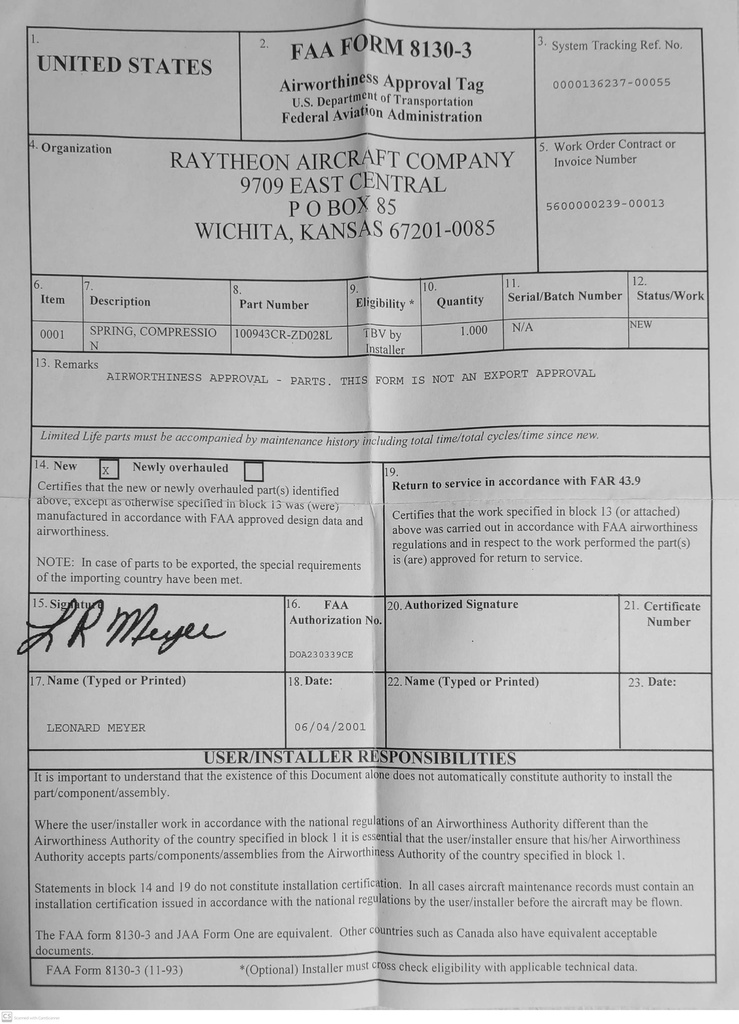 1.
UNITED STATES
2.
FAA FORM 8130-3
Airworthiness Approval Tag
U.S. Department of Transportation
Federal Aviation Administration
3. System Tracking Ref. No.
0000136237-00055
4. Organization
RAYTHEON AIRCRAFT COMPANY
9709 EAST CENTRAL
P O BOX 85
WICHITA, KANSAS 67201-0085
5. Work Order Contract or
Invoice Number
5600000239-00013
6.
Item
7.
Description
8.
Part Number
9.
Eligibility *
10.
Quantity
11.
Serial/Batch Number
12.
Status/Work
0001
SPRING, COMPRESSIO
N
100943CR-ZD028L
TBV by
Installer
1.000
N/A
NEW
13. Remarks
AIRWORTHINESS APPROVAL - PARTS. THIS FORM IS NOT AN EXPORT APPROVAL
Limited Life parts must be accompanied by maintenance history including total time/total cycles/time since new.
14. New X Newly overhauled
Certifies that the new or newly overhauled part(s) identified
above, except as otherwise specified in block 13 was (were)
manufactured in accordance with FAA approved design data and
airworthiness.
NOTE: In case of parts to be exported, the special requirements
of the importing country have been met.
19.
Return to service in accordance with FAR 43.9
Certifies that the work specified in block 13 (or attached)
above was carried out in accordance with FAA airworthiness
regulations and in respect to the work performed the part(s)
is (are) approved for return to service.
15. Signature
L R Meyer
16. FAA
Authorization No.
DOA230339CE
20. Authorized Signature
21. Certificate
Number
17. Name (Typed or Printed)
LEONARD MEYER
18. Date:
06/04/2001
22. Name (Typed or Printed)
23. Date:
USER/INSTALLER RESPONSIBILITIES
It is important to understand that the existence of this Document alone does not automatically constitute authority to install the
part/component/assembly.
Where the user/installer work in accordance with the national regulations of an Airworthiness Authority different than the
Airworthiness Authority of the country specified in block 1 it is essential that the user/installer ensure that his/her Airworthiness
Authority accepts parts/components/assemblies from the Airworthiness Authority of the country specified in block 1.
Statements in block 14 and 19 do not constitute installation certification. In all cases aircraft maintenance records must contain an
installation certification issued in accordance with the national regulations by the user/installer before the aircraft may be flown.
The FAA form 8130-3 and JAA Form One are equivalent. Other countries such as Canada also have equivalent acceptable
documents.
FAA Form 8130-3 (11-93) *(Optional) Installer must cross check eligibility with applicable technical data.
CS